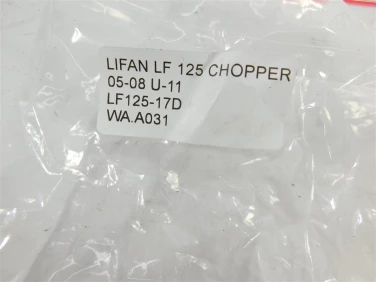 LIFAN LF 125 CHOPPER
05-08 U-11
LF125-17D
WA.A031